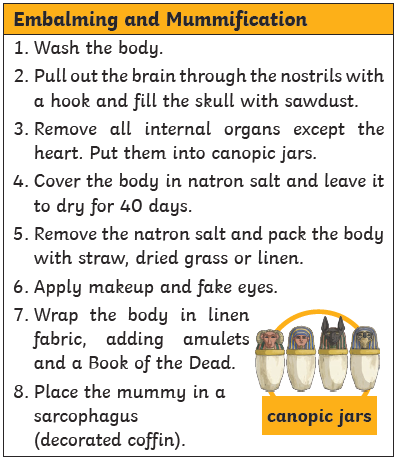 Embalming and Mummification
1. Wash the body.
2. Pull out the brain through the nostrils with
a hook and fill the skull with sawdust.
3. Remove all internal organs except the
heart. Put them into canopic jars.
4. Cover the body in natron salt and leave it
to dry for 40 days.
5. Remove the natron salt and pack the body
with straw, dried grass or linen.
6. Apply makeup and fake eyes.
7. Wrap the body in linen
fabric, adding amulets
and a Book of the Dead.
8. Place the mummy in a
sarcophagus
(decorated coffin).
canopic jars